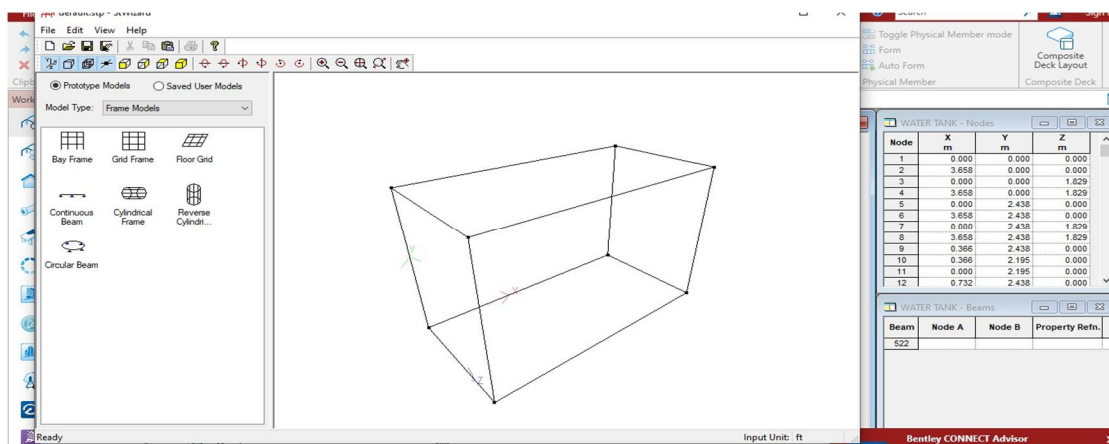 default.stp - StWizard
File Edit View Help
Prototype Models Saved User Models
Model Type: Frame Models
Bay Frame Grid Frame Floor Grid
Continuous Beam Cylindrical Frame Reverse Cylindri...
Circular Beam
Y
X
Z
Ready
Input Unit: ft
Search
Sign
Toggle Physical Member mode
Form
Auto Form
Physical Member
Composite
Deck Layout
Composite Deck
Clipb
Work
WATER TANK - Nodes
Node X m Y m Z m
1 0.000 0.000 0.000
2 3.658 0.000 0.000
3 0.000 0.000 1.829
4 3.658 0.000 1.829
5 0.000 2.438 0.000
6 3.658 2.438 0.000
7 0.000 2.438 1.829
8 3.658 2.438 1.829
9 0.366 2.438 0.000
10 0.366 2.195 0.000
11 0.000 2.195 0.000
12 0.732 2.438 0.000
WATER TANK - Beams
Beam Node A Node B Property Refn.
522
Bentley CONNECT Advisor